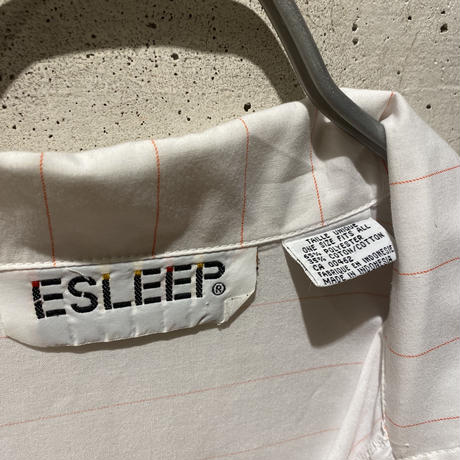 ESLEEP®
TAILLE UNIQUE
ONE SIZE FITS ALL
65% POLYESTER
35% COTON/COTTON
CA 00462
FABRIQUE EN INDONESIE
MADE IN INDONESIA